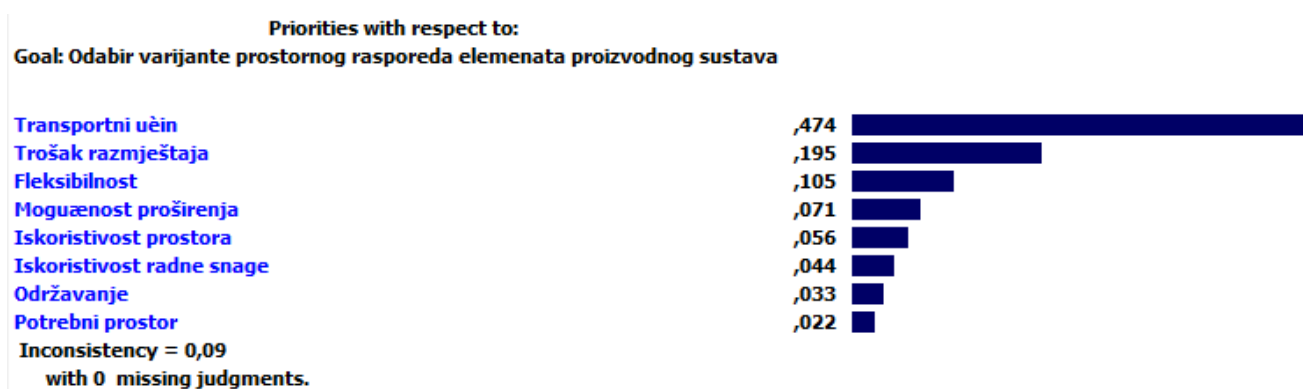 Priorities with respect to:
Goal: Odabir varijante prostornog rasporeda elemenata proizvodnog sustava
Transportni uèin ,474
Trošak razmještaja ,195
Fleksibilnost ,105
Moguænost proširenja ,071
Iskoristivost prostora ,056
Iskoristivost radne snage ,044
Održavanje ,033
Potrebni prostor ,022
Inconsistency = 0,09
with 0 missing judgments.